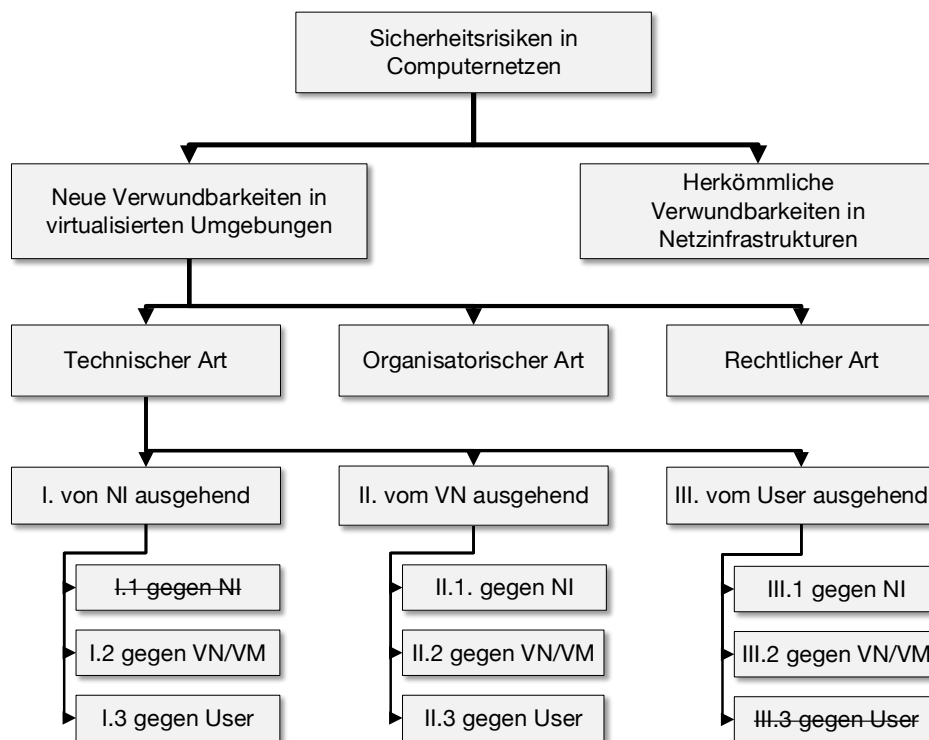 Sicherheitsrisiken in
Computernetzen
Neue Verwundbarkeiten in
virtualisierten Umgebungen
Herkömmliche
Verwundbarkeiten in
Netzinfrastrukturen
Technischer Art
Organisatorischer Art
Rechtlicher Art
I. von NI ausgehend
II. vom VN ausgehend
III. vom User ausgehend
I.1 gegen NI
II.1. gegen NI
III.1 gegen NI
I.2 gegen VN/VM
II.2 gegen VN/VM
III.2 gegen VN/VM
I.3 gegen User
II.3 gegen User
III.3 gegen User